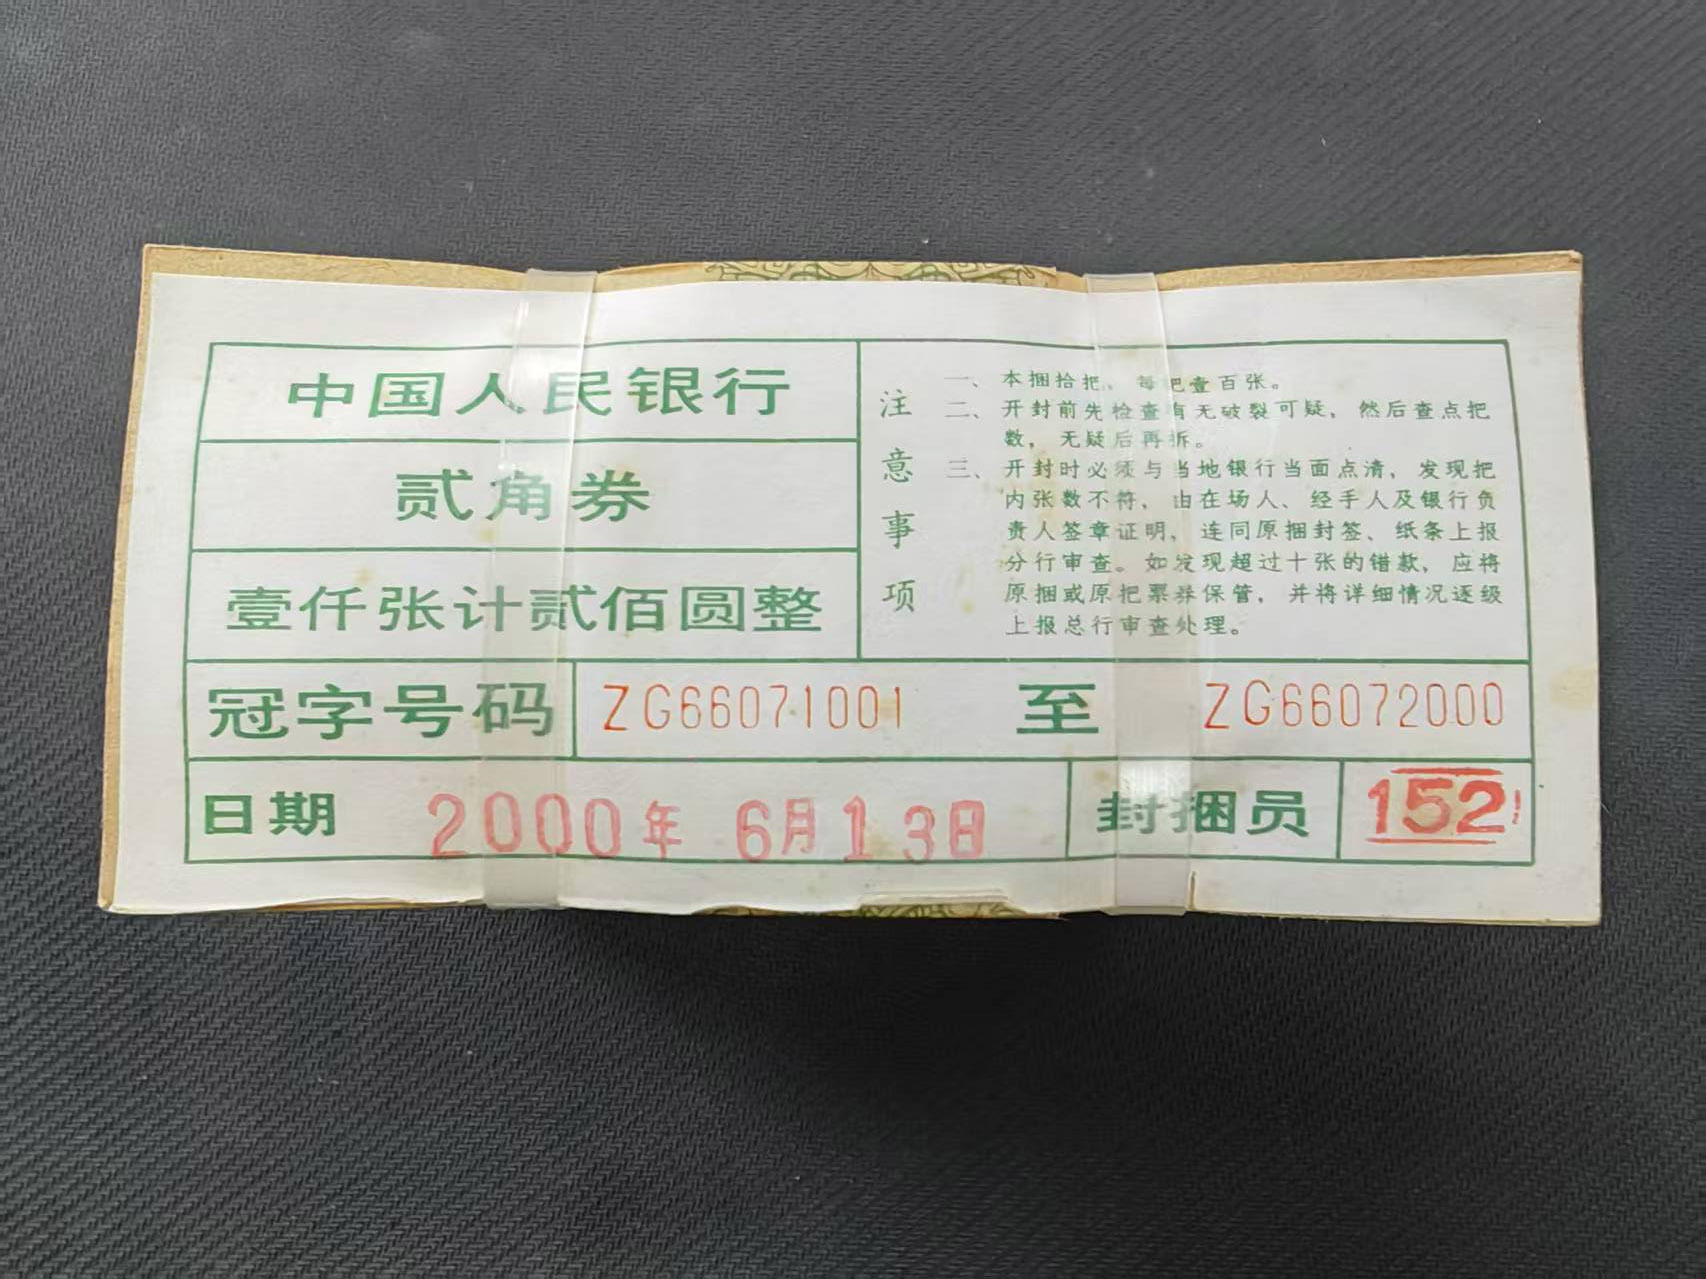 中国人民银行
贰角券
壹仟张计贰佰圆整
注意事项
一、本捆拾把，每把壹百张。
二、开封前先检查有无破裂可疑，然后查点把
数，无疑后再拆。
三、开封时必须与当地银行当面点清，发现把
内张数不符，由在场人、经手人及银行负
责人签章证明，连同原捆封签、纸条上报
分行审查。如发现超过十张的错款，应将
原捆或原把票券保管，并将详细情况逐级
上报总行审查处理。
冠字号码 ZG66071001 至 ZG66072000
日期 2000年 6月13日 封捆员 152